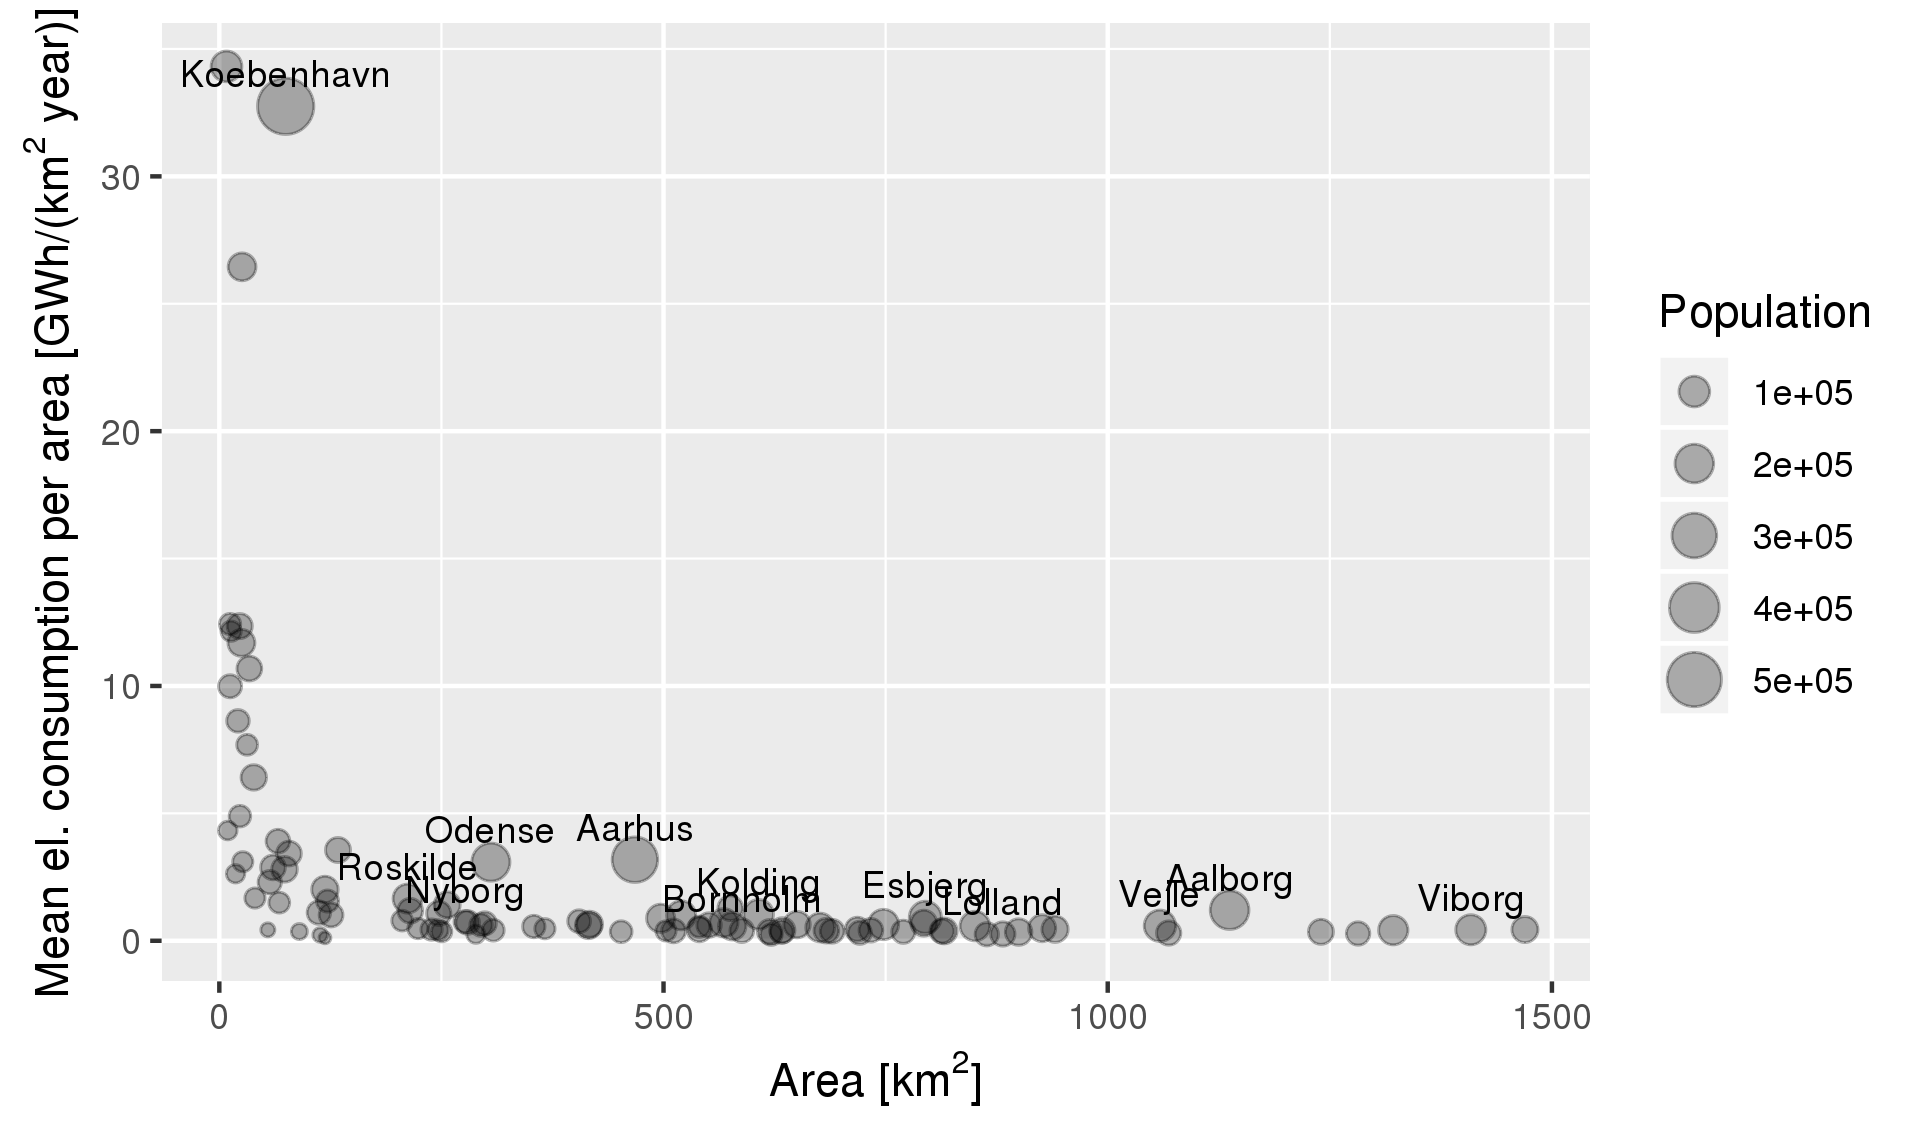 Mean el. consumption per area [GWh/(km² year)]
30
20
10
0
Koebenhavn
Odense
Aarhus
Roskilde
Nyborg
Kolding
Bornholm
Esbjerg
Lolland
Vejle
Aalborg
Viborg
0
500
1000
1500
Area [km²]
Population
1e+05
2e+05
3e+05
4e+05
5e+05